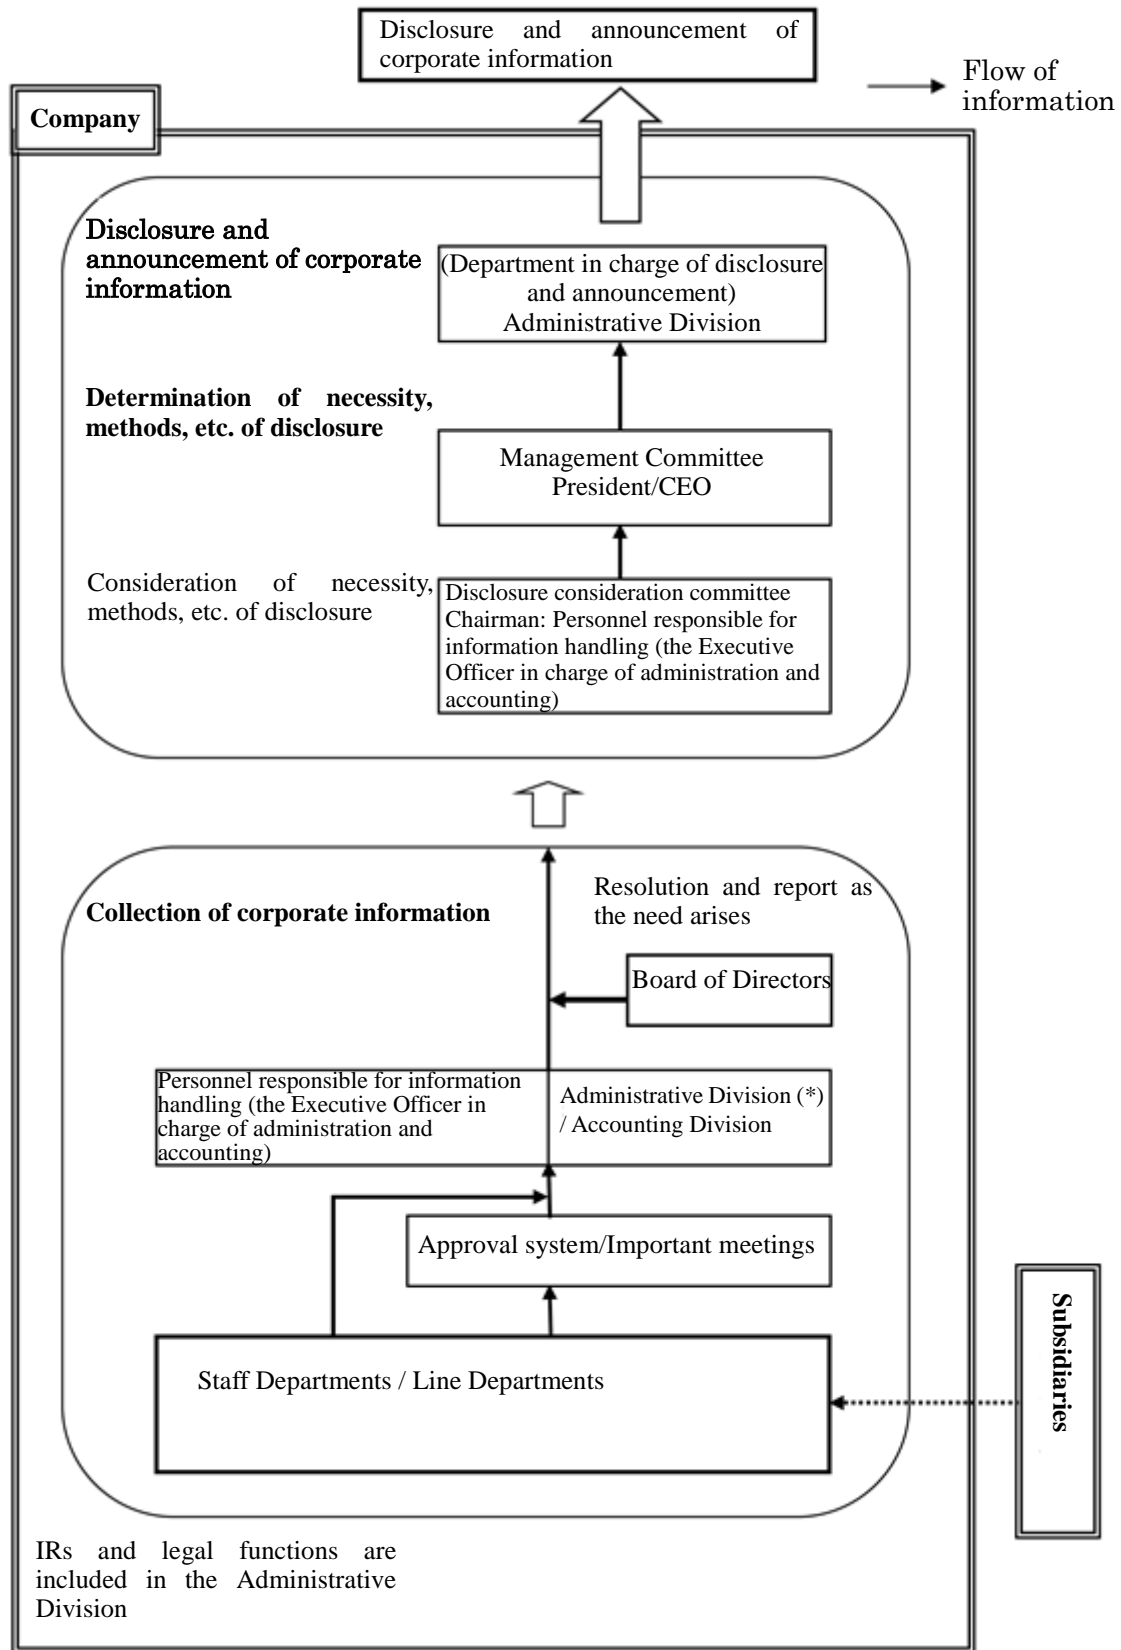 Disclosure and announcement of
corporate information
Flow of
information
Company
Disclosure and
announcement of corporate
information
(Department in charge of disclosure
and announcement)
Administrative Division
Determination of necessity,
methods, etc. of disclosure
Management Committee
President/CEO
Consideration of necessity,
methods, etc. of disclosure
Disclosure consideration committee
Chairman: Personnel responsible for
information handling (the Executive
Officer in charge of administration and
accounting)
Resolution and report as
the need arises
Collection of corporate information
Board of Directors
Personnel responsible for information
handling (the Executive Officer in
charge of administration and
accounting)
Administrative Division (*)
/ Accounting Division
Approval system/Important meetings
Subsidiaries
Staff Departments / Line Departments
IRs and legal functions are
included in the Administrative
Division